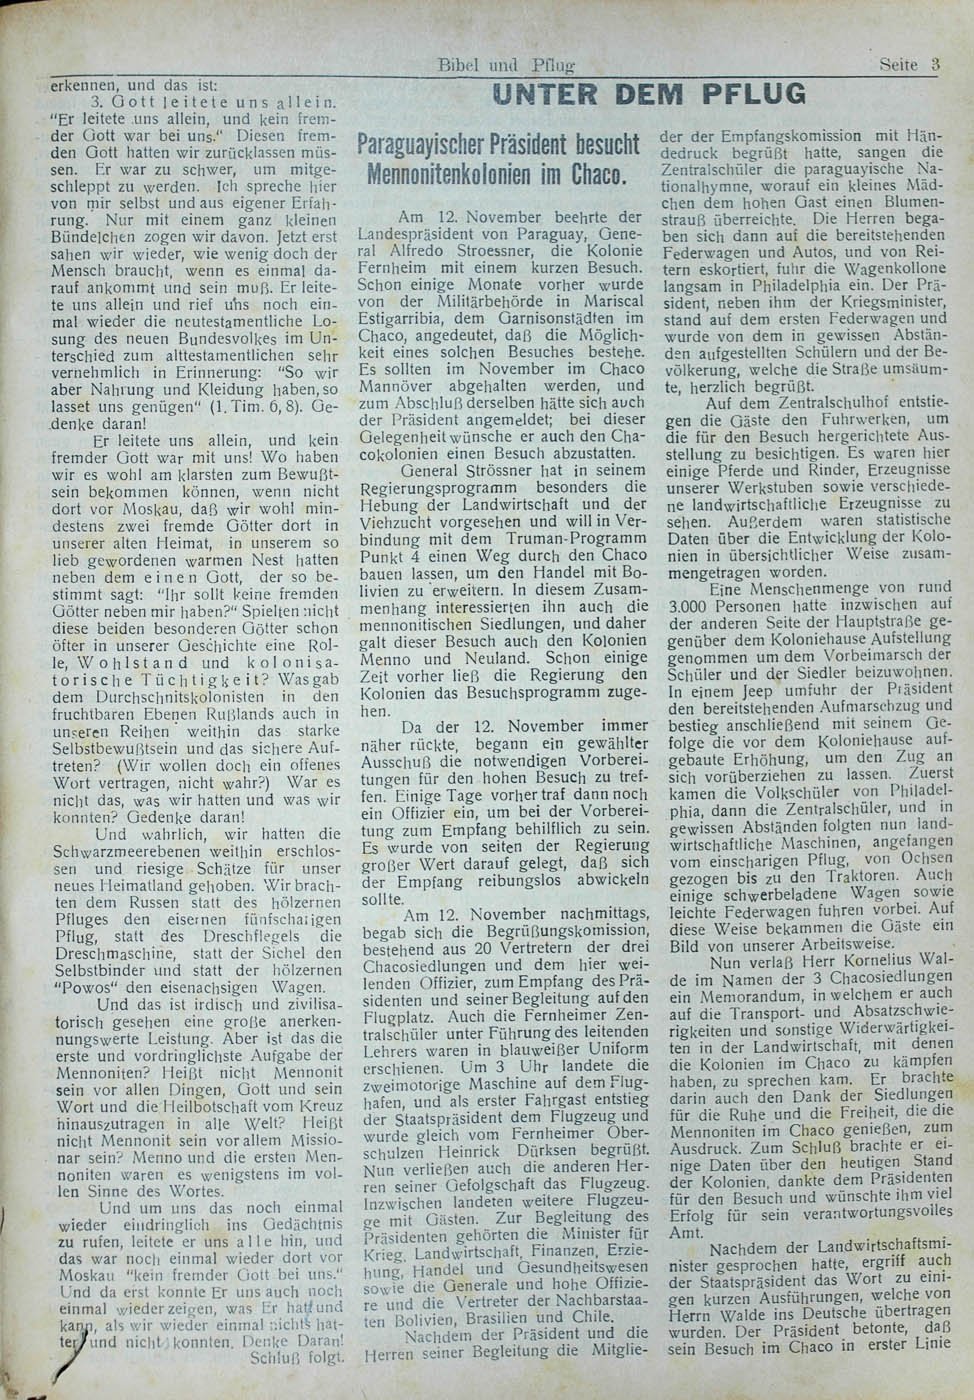 Bibel und Pflug
Seite 3
erkennen, und das ist:
3. Gott leitete uns allein.
"Er leitete uns allein, und kein frem-
der Gott war bei uns." Diesen frem-
den Gott hatten wir zurücklassen müs-
sen. Er war zu schwer, um mitge-
schleppt zu werden. Ich spreche hier
von mir selbst und aus eigener Erfah-
rung. Nur mit einem ganz kleinen
Bündelchen zogen wir davon. Jetzt erst
sahen wir wieder, wie wenig doch der
Mensch braucht, wenn es einmal da-
rauf ankommt und sein muß. Er leite-
te uns allein und rief uns noch ein-
mal wieder die neutestamentliche Lo-
sung des neuen Bundesvolkes im Un-
terschied zum alttestamentlichen sehr
vernehmlich in Erinnerung: "So wir
aber Nahrung und Kleidung haben, so
lasset uns genügen" (1. Tim. 6, 8). Ge-
denke daran!
Er leitete uns allein, und kein
fremder Gott war mit uns! Wo haben
wir es wohl am klarsten zum Bewußt-
sein bekommen können, wenn nicht
dort vor Moskau, daß wir wohl min-
destens zwei fremde Götter dort in
unserer alten Heimat, in unserem so
lieb gewordenen warmen Nest hatten
neben dem einen Gott, der so be-
stimmt sagt: "Ihr sollt keine fremden
Götter neben mir haben?" Spielten nicht
diese beiden besonderen Götter schon
öfter in unserer Geschichte eine Rol-
le, Wohlstand und kolonisa-
torische Tüchtigkeit? Was gab
dem Durchschnitskolonisten in den
fruchtbaren Ebenen Rußlands auch in
unseren Reihen weithin das starke
Selbstbewußtsein und das sichere Auf-
treten? (Wir wollen doch ein offenes
Wort vertragen, nicht wahr?) War es
nicht das, was wir hatten und was wir
konnten? Gedenke daran!
Und wahrlich, wir hatten die
Schwarzmeerebenen weithin erschlos-
sen und riesige Schätze für unser
neues Heimatland gehoben. Wir brach-
ten dem Russen statt des hölzernen
Pfluges den eisernen fünfscharigen
Pflug, statt des Dreschflegels die
Dreschmaschine, statt der Sichel den
Selbstbinder und statt der hölzernen
"Powos" den eisenachsigen Wagen.
Und das ist irdisch und zivilisa-
torisch gesehen eine große anerken-
nungswerte Leistung. Aber ist das die
erste und vordringlichste Aufgabe der
Mennoniten? Heißt nicht Mennonit
sein vor allen Dingen, Gott und sein
Wort und die Heilbotschaft vom Kreuz
hinauszutragen in alle Welt? Heißt
nicht Mennonit sein vor allem Missio-
nar sein? Menno und die ersten Men-
noniten waren es wenigstens im vol-
len Sinne des Wortes.
Und um uns das noch einmal
wieder eindringlich ins Gedächtnis
zu rufen, leitete er uns alle hin, und
das war noch einmal wieder dort vor
Moskau "kein fremder Gott bei uns."
Und da erst konnte Er uns auch noch
einmal wieder zeigen, was Er hat und
kann, als wir wieder einmal nichts hat-
ten und nicht konnten. Denke Daran!
Schluß folgt.
UNTER DEM PFLUG
Paraguayischer Präsident besucht
Mennonitenkolonien im Chaco.
Am 12. November beehrte der
Landespräsident von Paraguay, Gene-
ral Alfredo Stroessner, die Kolonie
Fernheim mit einem kurzen Besuch.
Schon einige Monate vorher wurde
von der Militärbehörde in Mariscal
Estigarribia, dem Garnisonstädten im
Chaco, angedeutet, daß die Möglich-
keit eines solchen Besuches bestehe.
Es sollten im November im Chaco
Mannöver abgehalten werden, und
zum Abschluß derselben hätte sich auch
der Präsident angemeldet; bei dieser
Gelegenheit wünsche er auch den Cha-
cokolonien einen Besuch abzustatten.
General Strössner hat in seinem
Regierungsprogramm besonders die
Hebung der Landwirtschaft und der
Viehzucht vorgesehen und will in Ver-
bindung mit dem Truman-Programm
Punkt 4 einen Weg durch den Chaco
bauen lassen, um den Handel mit Bo-
livien zu erweitern. In diesem Zusam-
menhang interessierten ihn auch die
mennonitischen Siedlungen, und daher
galt dieser Besuch auch den Kolonien
Menno und Neuland. Schon einige
Zeit vorher ließ die Regierung den
Kolonien das Besuchsprogramm zuge-
hen.
Da der 12. November immer
näher rückte, begann ein gewählter
Ausschuß die notwendigen Vorberei-
tungen für den hohen Besuch zu tref-
fen. Einige Tage vorher traf dann noch
ein Offizier ein, um bei der Vorberei-
tung zum Empfang behilflich zu sein.
Es wurde von seiten der Regierung
großer Wert darauf gelegt, daß sich
der Empfang reibungslos abwickeln
sollte.
Am 12. November nachmittags,
begab sich die Begrüßungskomission,
bestehend aus 20 Vertretern der drei
Chacosiedlungen und dem hier wei-
lenden Offizier, zum Empfang des Prä-
sidenten und seiner Begleitung auf den
Flugplatz. Auch die Fernheimer Zen-
tralschüler unter Führung des leitenden
Lehrers waren in blauweißer Uniform
erschienen. Um 3 Uhr landete die
zweimotorige Maschine auf dem Flug-
hafen, und als erster Fahrgast entstieg
der Staatspräsident dem Flugzeug und
wurde gleich vom Fernheimer Ober-
schulzen Heinrick Dürksen begrüßt.
Nun verließen auch die anderen Her-
ren seiner Gefolgschaft das Flugzeug.
Inzwischen landeten weitere Flugzeu-
ge mit Gästen. Zur Begleitung des
Präsidenten gehörten die Minister für
Krieg, Landwirtschaft, Finanzen, Erzie-
hung, Handel und Gesundheitswesen
sowie die Generale und hohe Offizie-
re und die Vertreter der Nachbarstaa-
ten Bolivien, Brasilien und Chile.
Nachdem der Präsident und die
Herren seiner Begleitung die Mitglie-
der der Empfangskomission mit Hän-
dedruck begrüßt hatte, sangen die
Zentralschüler die paraguayische Na-
tionalhymne, worauf ein kleines Mäd-
chen dem hohen Gast einen Blumen-
strauß überreichte. Die Herren bega-
ben sich dann auf die bereitstehenden
Federwagen und Autos, und von Rei-
tern eskortiert, fuhr die Wagenkollone
langsam in Philadelphia ein. Der Prä-
sident, neben ihm der Kriegsminister,
stand auf dem ersten Federwagen und
wurde von dem in gewissen Abstän-
den aufgestellten Schülern und der Be-
völkerung, welche die Straße umsäum-
te, herzlich begrüßt.
Auf dem Zentralschulhof entstie-
gen die Gäste den Fuhrwerken, um
die für den Besuch hergerichtete Aus-
stellung zu besichtigen. Es waren hier
einige Pferde und Rinder, Erzeugnisse
unserer Werkstuben sowie verschiede-
ne landwirtschaftliche Erzeugnisse zu
sehen. Außerdem waren statistische
Daten über die Entwicklung der Kolo-
nien in übersichtlicher Weise zusam-
mengetragen worden.
Eine Menschenmenge von rund
3.000 Personen hatte inzwischen auf
der anderen Seite der Hauptstraße ge-
genüber dem Koloniehause Aufstellung
genommen um dem Vorbeimarsch der
Schüler und der Siedler beizuwohnen.
In einem Jeep umfuhr der Präsident
den bereitstehenden Aufmarschzug und
bestieg anschließend mit seinem Ge-
folge die vor dem Koloniehause auf-
gebaute Erhöhung, um den Zug an
sich vorüberziehen zu lassen. Zuerst
kamen die Volkschüler von Philadel-
phia, dann die Zentralschüler, und in
gewissen Abständen folgten nun land-
wirtschaftliche Maschinen, angefangen
vom einscharigen Pflug, von Ochsen
gezogen bis zu den Traktoren. Auch
einige schwerbeladene Wagen sowie
leichte Federwagen fuhren vorbei. Auf
diese Weise bekammen die Gäste ein
Bild von unserer Arbeitsweise.
Nun verlaß Herr Kornelius Wal-
de im Namen der 3 Chacosiedlungen
ein Memorandum, in welchem er auch
auf die Transport- und Absatzschwie-
rigkeiten und sonstige Widerwärtigkei-
ten in der Landwirtschaft, mit denen
die Kolonien im Chaco zu kämpfen
haben, zu sprechen kam. Er brachte
darin auch den Dank der Siedlungen
für die Ruhe und die Freiheit, die die
Mennoniten im Chaco genießen, zum
Ausdruck. Zum Schluß brachte er ei-
nige Daten über den heutigen Stand
der Kolonien, dankte dem Präsidenten
für den Besuch und wünschte ihm viel
Erfolg für sein verantwortungsvolles
Amt.
Nachdem der Landwirtschaftsmi-
nister gesprochen hatte, ergriff auch
der Staatspräsident das Wort zu eini-
gen kurzen Ausführungen, welche von
Herrn Walde ins Deutsche übertragen
wurden. Der Präsident betonte, daß
sein Besuch im Chaco in erster Linie